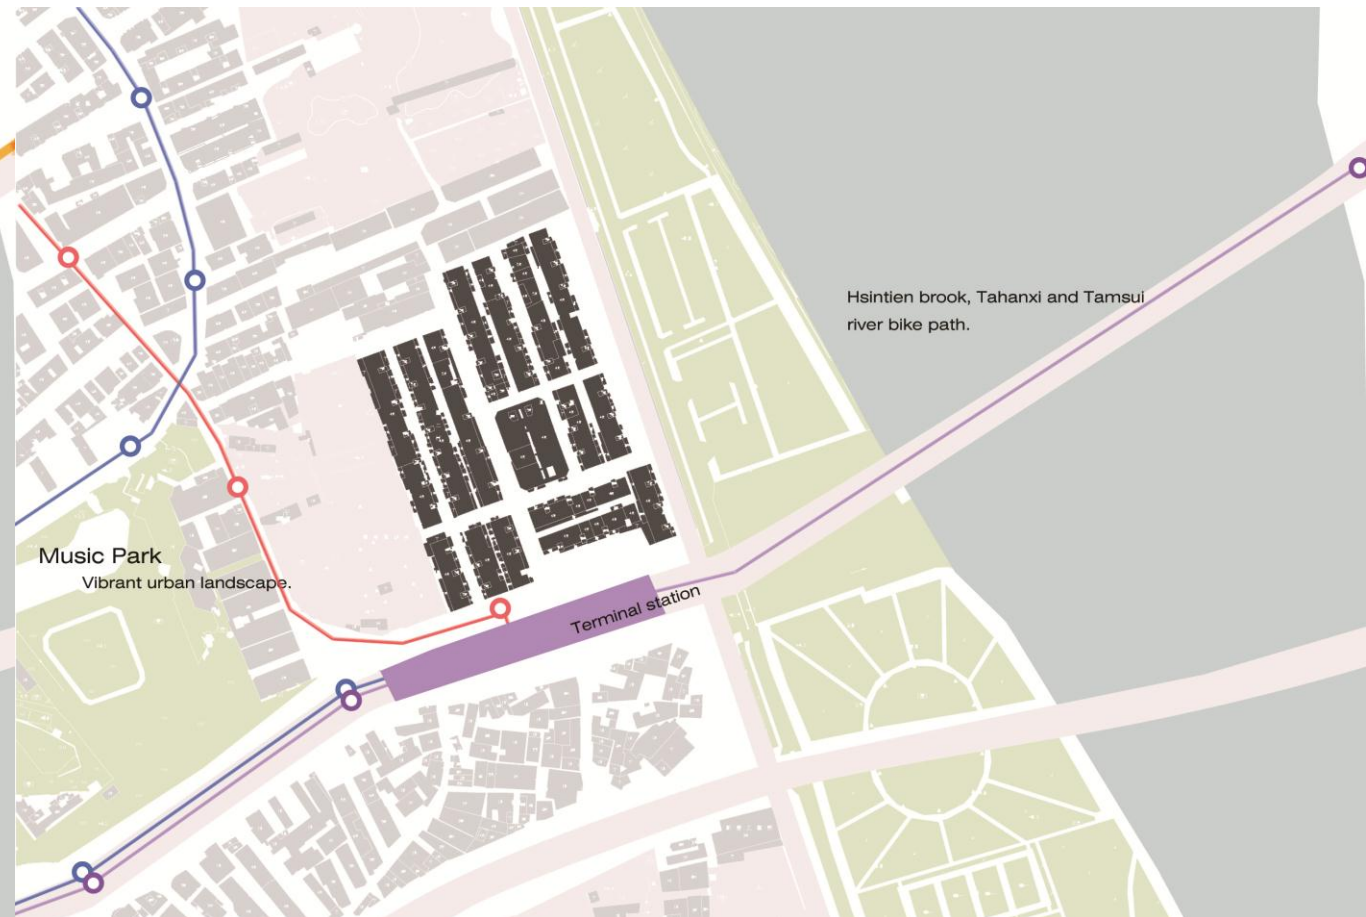 Hsintien brook, Tahanxi and Tamsui
river bike path.
Music Park
Vibrant urban landscape.
Terminal station